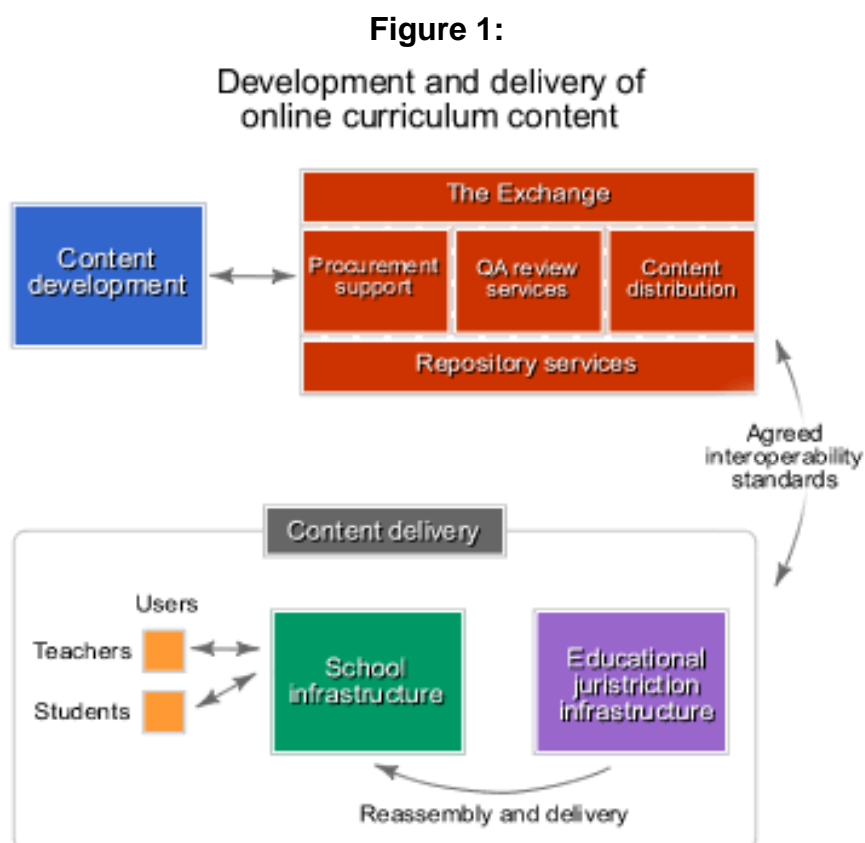 Figure 1:
Development and delivery of
online curriculum content
The Exchange
Content
development
Procurement
support
QA review
services
Content
distribution
Repository services
Agreed
interoperability
standards
Content delivery
Users
Teachers
Students
School
infrastructure
Educational
juristriction
infrastructure
Reassembly and delivery